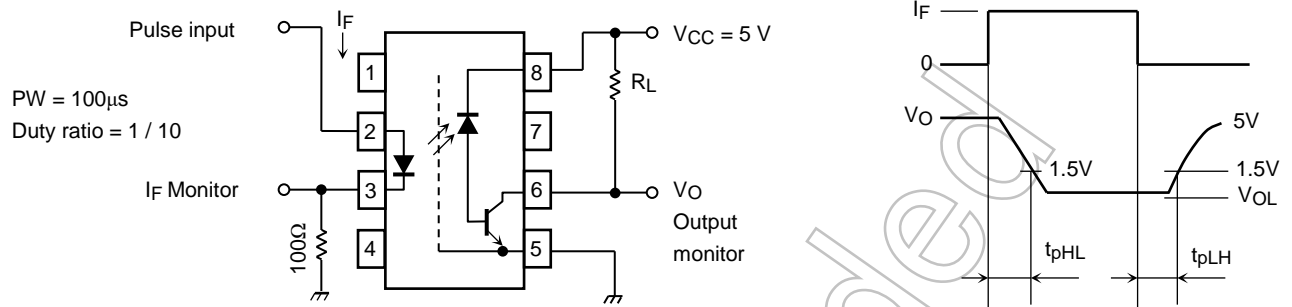 Pulse input
IF
VCC = 5 V
PW = 100μs
Duty ratio = 1 / 10
RL
IF Monitor
100Ω
1
2
3
4
8
7
6
5
VO
Output
monitor
IF
0
VO
5V
1.5V
1.5V
VOL
tpHL
tpLH